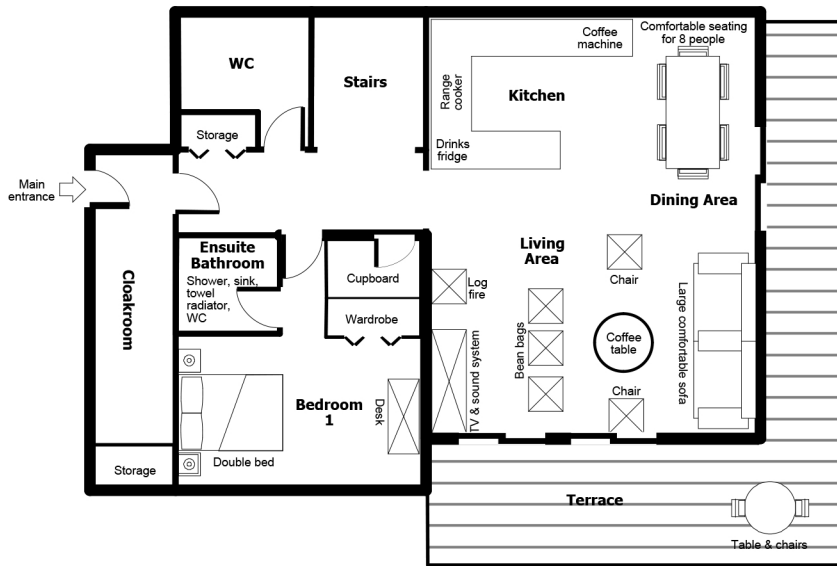 Coffee
machine
Comfortable seating
for 8 people
WC
Stairs
Range
cooker
Kitchen
Storage
Drinks
fridge
Main
entrance
Dining Area
Ensuite
Bathroom
Shower, sink,
towel
radiator,
WC
Cupboard
Living
Area
Log
fire
Chair
Large comfortable sofa
Cloakroom
Wardrobe
Bean bags
Coffee
table
TV & sound system
Bedroom
1
Desk
Chair
Double bed
Storage
Terrace
Table & chairs